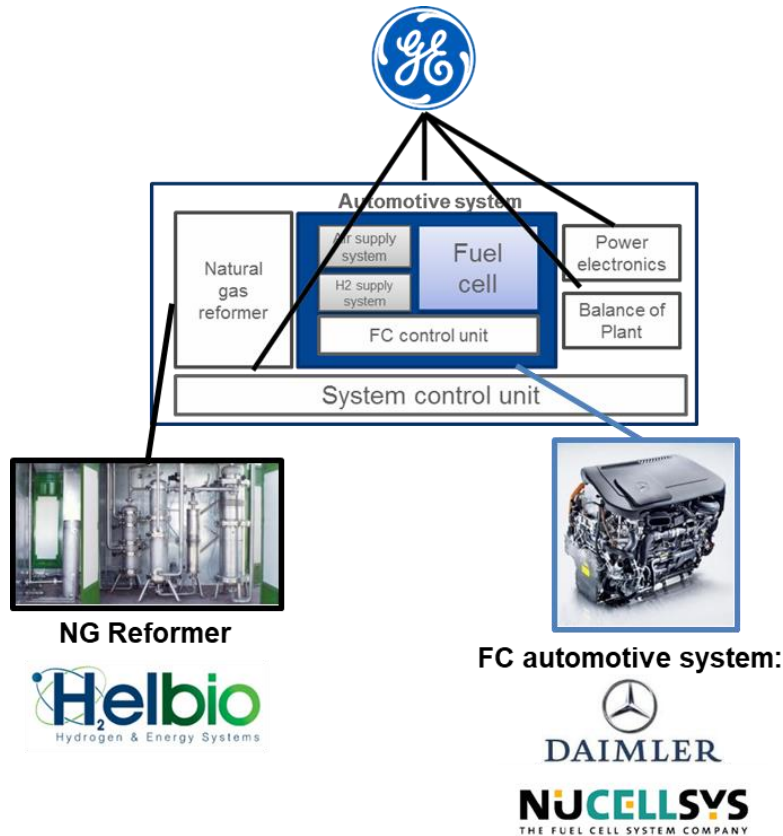 GE
Automotive system
Natural
gas
reformer
Air supply
system
H2 supply
system
Fuel
cell
FC control unit
Power
electronics
Balance of
Plant
System control unit
NG Reformer
FC automotive system:
H2elbio
Hydrogen & Energy Systems
DAIMLER
NUCELLSYS
THE FUEL CELL SYSTEM COMPANY